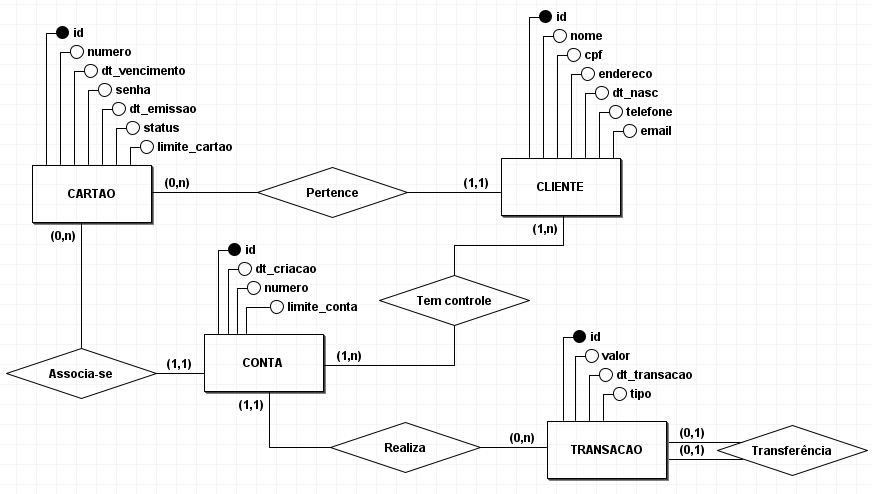 id
numero
dt_vencimento
senha
dt_emissao
status
limite_cartao
CARTAO
(0,n)
Pertence
(1,1)
id
nome
cpf
endereco
dt_nasc
telefone
email
CLIENTE
(0,n)
(1,n)
id
dt_criacao
numero
limite_conta
Tem controle
Associa-se
(1,1)
CONTA
(1,n)
(1,1)
id
valor
dt_transacao
tipo
Realiza
(0,n)
TRANSACAO
(0,1)
(0,1)
Transferência